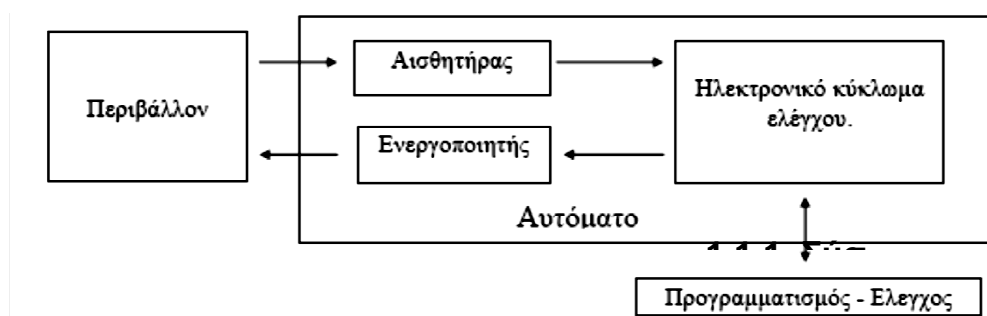 Περιβάλλον
Αισθητήρας
Ενεργοποιητής
Ηλεκτρονικό κύκλωμα
ελέγχου.
Αυτόματο
Προγραμματισμός - Ελεγχος